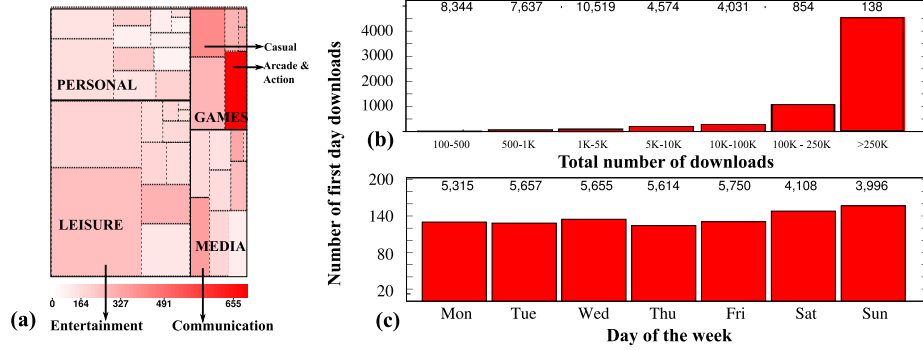 PERSONAL
GAMES
LEISURE
MEDIA
Casual
Arcade &
Action
0 164 327 491 655
(a) Entertainment Communication
Number of first day downloads
8,344 7,637 10,519 4,574 4,031 854 138
4000
3000
2000
1000
(b)
100-500 500-1K 1K-5K 5K-10K 10K-100K 100K - 250K >250K
Total number of downloads
5,315 5,657 5,655 5,614 5,750 4,108 3,996
200
140
80
20
(c)
Mon Tue Wed Thu Fri Sat Sun
Day of the week